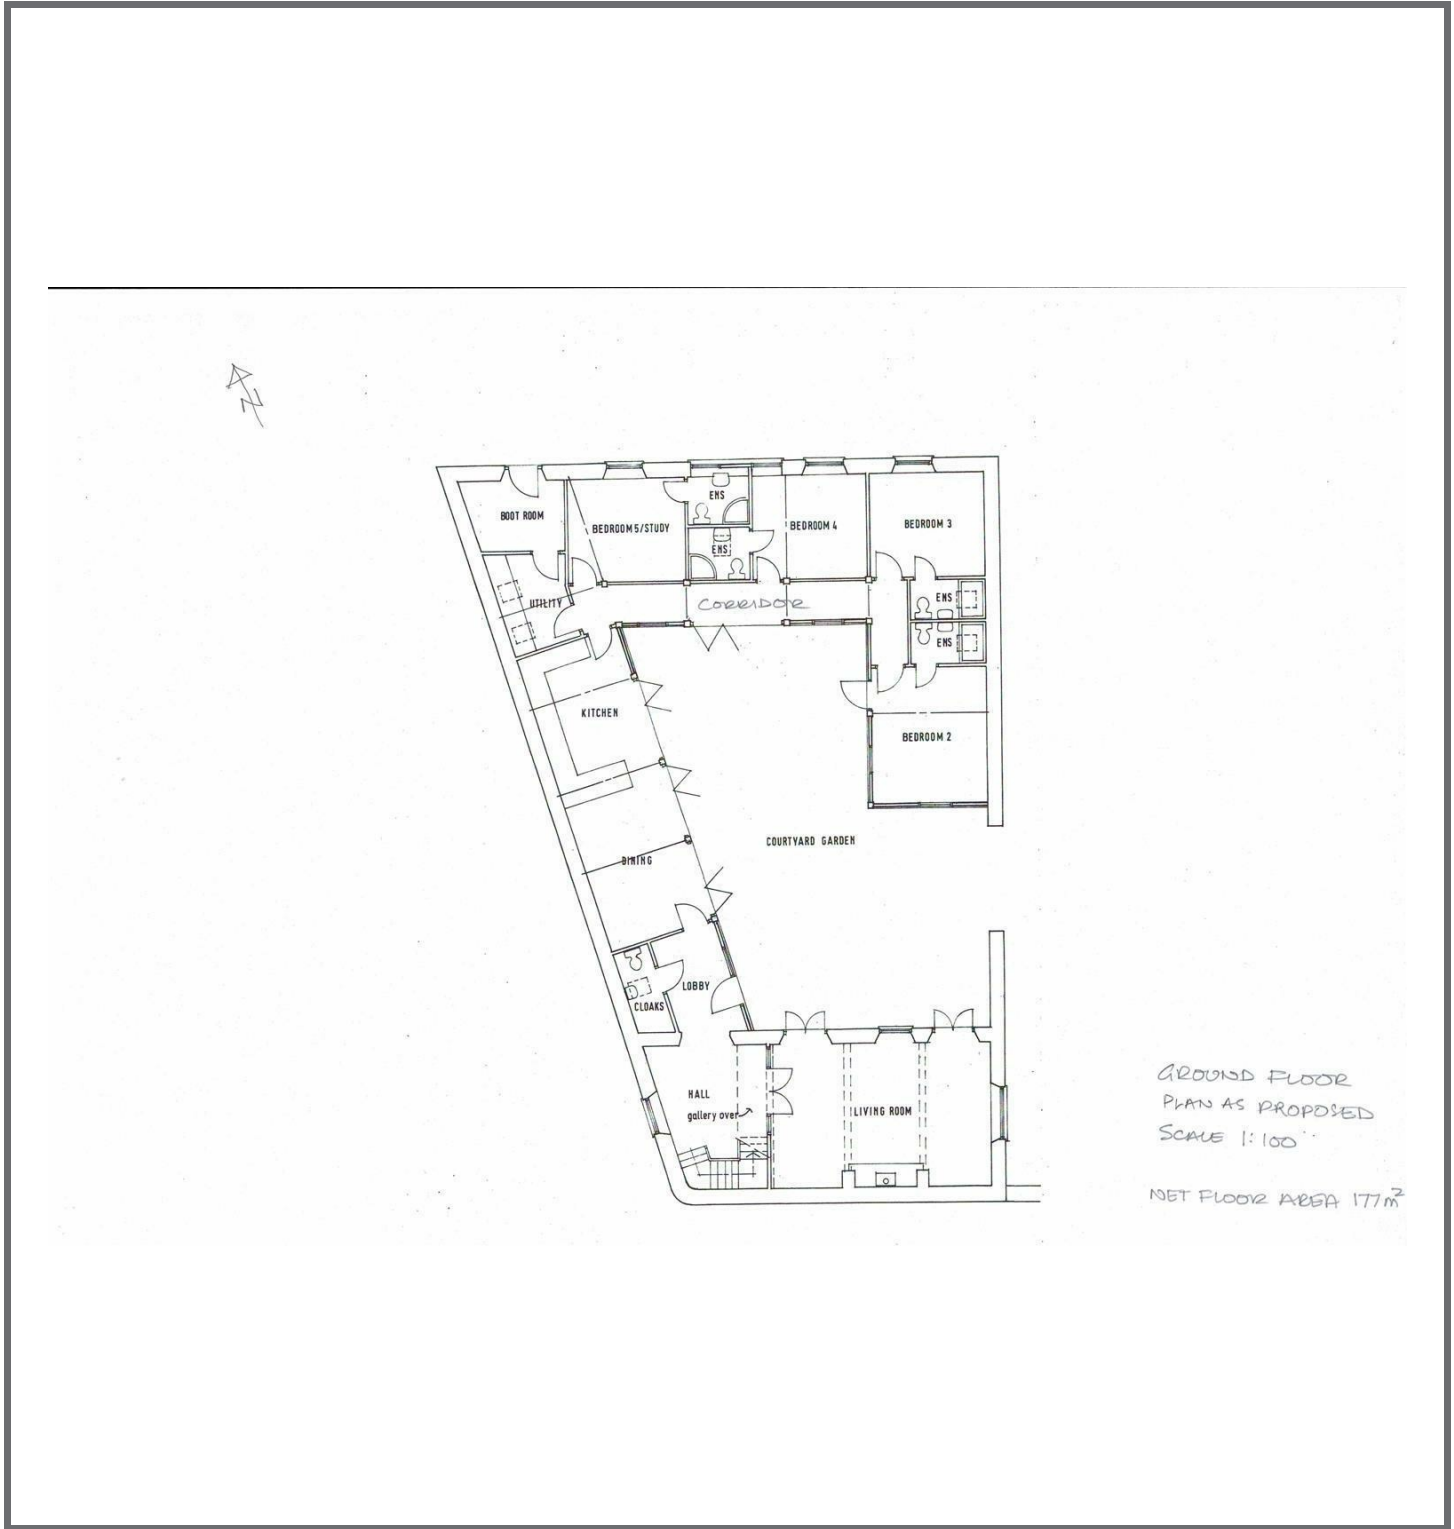 N
ENS
BOOT ROOM
BEDROOM 5/STUDY
BEDROOM 4
BEDROOM 3
ENS
UTILITY
CORRIDOR
ENS
ENS
KITCHEN
BEDROOM 2
DINING
COURTYARD GARDEN
LOBBY
CLOAKS
HALL
gallery over
LIVING ROOM
GROUND FLOOR
PLAN AS PROPOSED
SCALE 1:100
NET FLOOR AREA 177m²